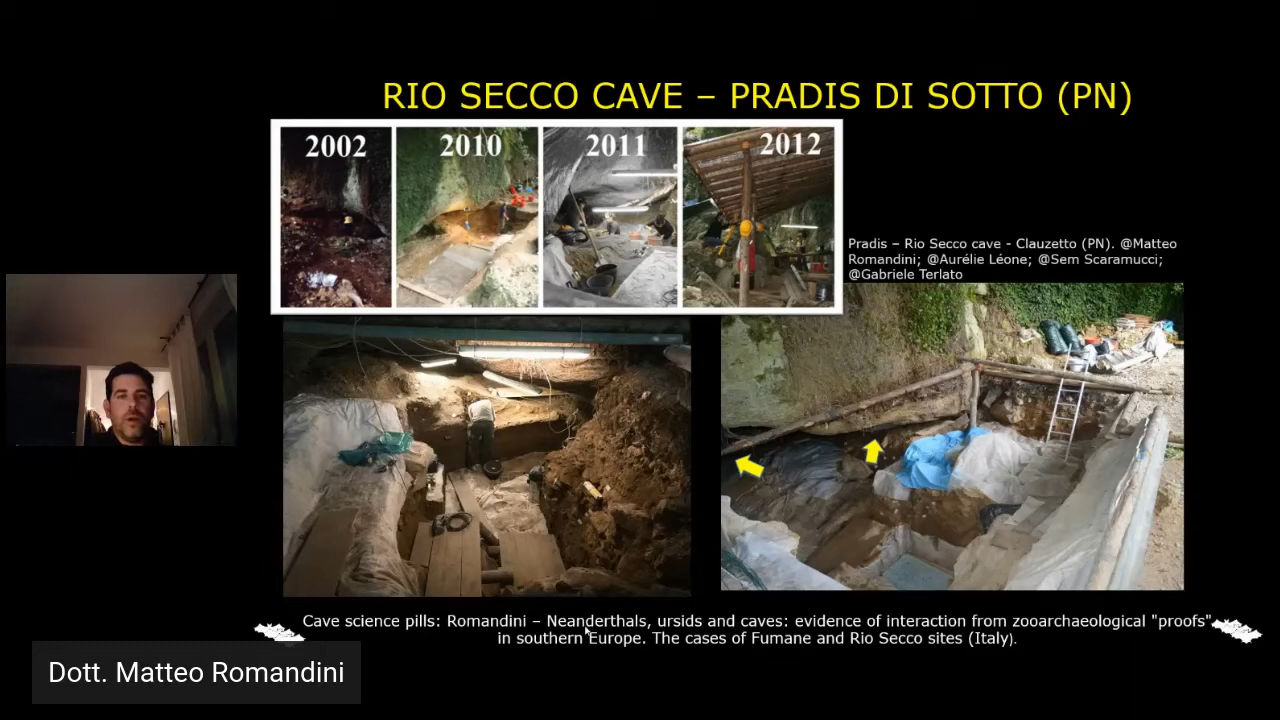 RIO SECCO CAVE – PRADIS DI SOTTO (PN)
2002 2010 2011 2012
Pradis – Rio Secco cave - Clauzetto (PN). @Matteo
Romandini; @Aurélie Léone; @Sem Scaramucci;
@Gabriele Terlato
Cave science pills: Romandini – Neanderthals, ursids and caves: evidence of interaction from zooarchaeological "proofs"
in southern Europe. The cases of Fumane and Rio Secco sites (Italy).
Dott. Matteo Romandini